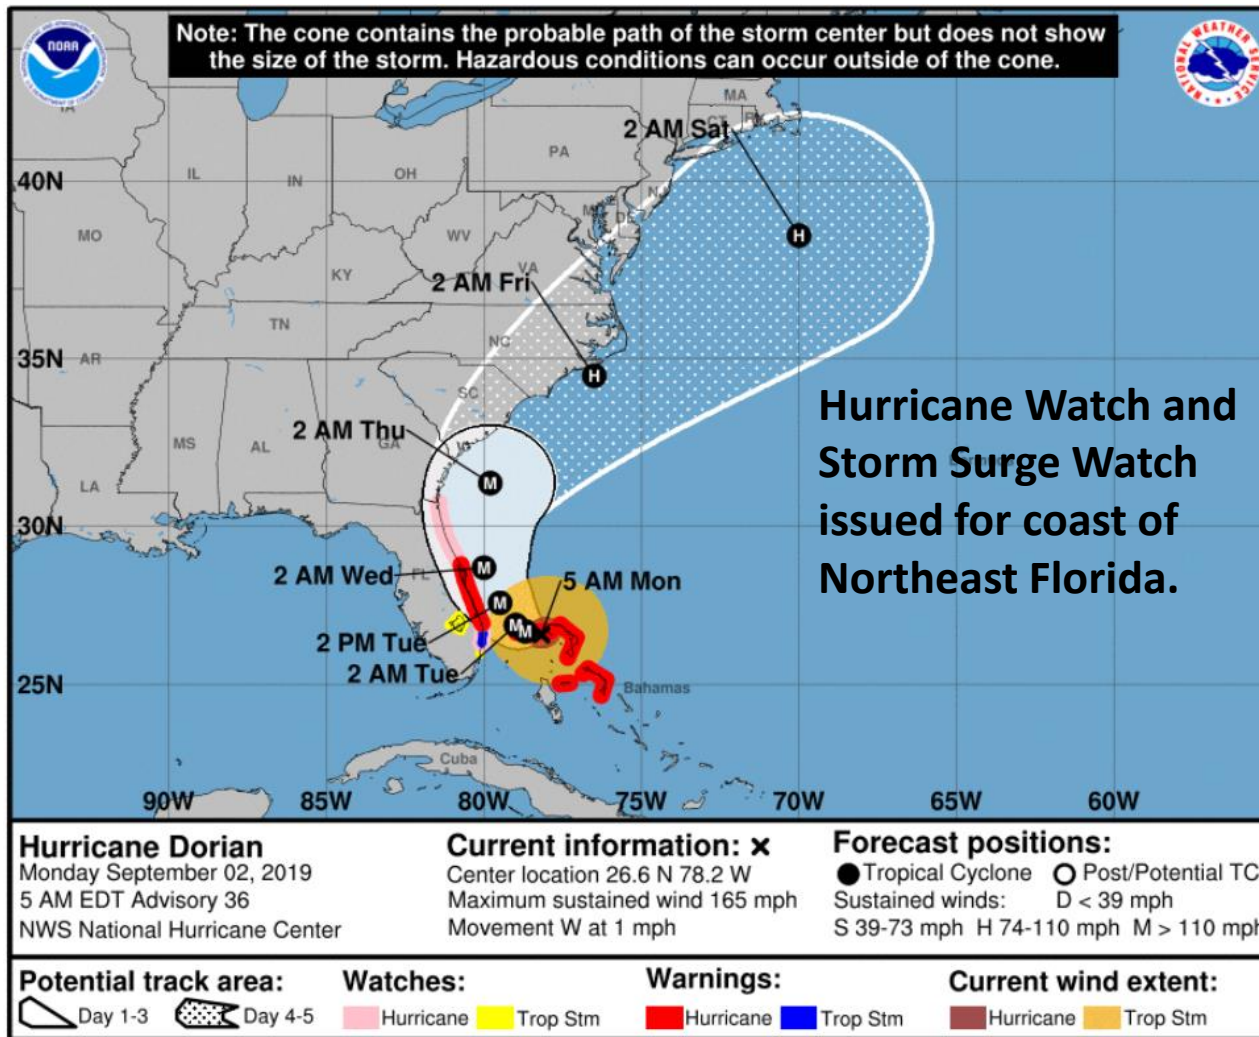 Note: The cone contains the probable path of the storm center but does not show
the size of the storm. Hazardous conditions can occur outside of the cone.
NOAA
NATIONAL WEATHER SERVICE
MA
CT RI
2 AM Sat
PA
40N
IL IN OH
NJ
DE
MO
WV
VA
KY
2 AM Fri
TN
NC
35N
AR
SC
Hurricane Watch and
Storm Surge Watch
issued for coast of
Northeast Florida.
2 AM Thu
MS AL GA
LA
M
H
H
30N
2 AM Wed
FL
M
5 AM Mon
M
2 PM Tue
M
M
2 AM Tue
25N
Bahamas
Cuba
90W 85W 80W 75W 70W 65W 60W
Hurricane Dorian
Monday September 02, 2019
5 AM EDT Advisory 36
NWS National Hurricane Center
Current information: x
Center location 26.6 N 78.2 W
Maximum sustained wind 165 mph
Movement W at 1 mph
Forecast positions:
Tropical Cyclone Post/Potential TC
Sustained winds: D < 39 mph
S 39-73 mph H 74-110 mph M > 110 mph
Potential track area:
Day 1-3 Day 4-5
Watches:
Hurricane Trop Stm
Warnings:
Hurricane Trop Stm
Current wind extent:
Hurricane Trop Stm